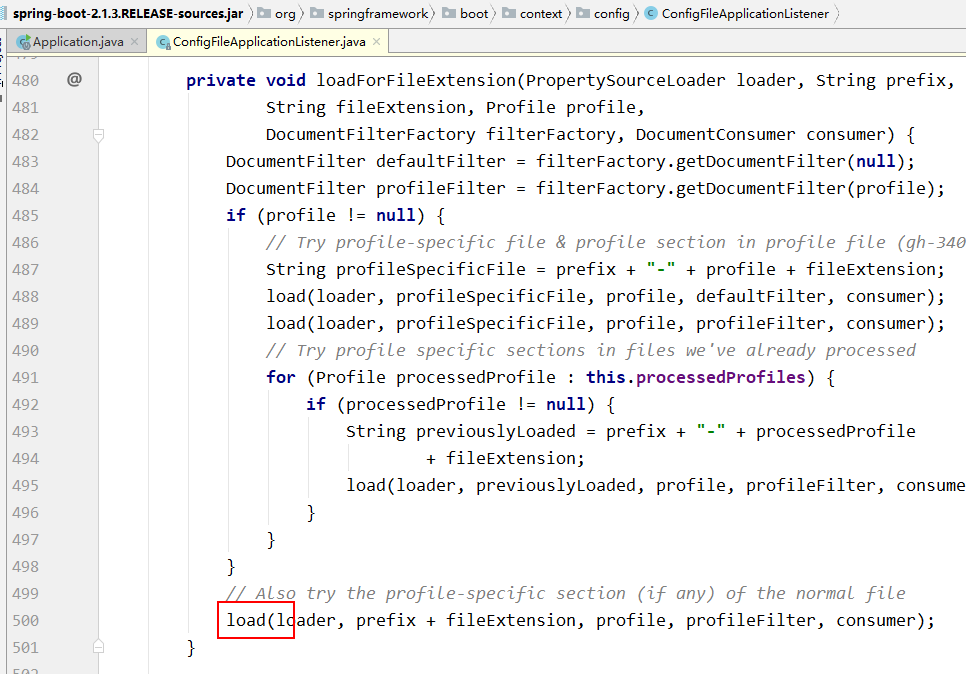 spring-boot-2.1.3.RELEASE-sources.jar org springframework boot context config ConfigFileApplicationListener
Application.java × ConfigFileApplicationListener.java ×
480 @ private void loadForFileExtension(PropertySourceLoader loader, String prefix,
481 String fileExtension, Profile profile,
482 DocumentFilterFactory filterFactory, DocumentConsumer consumer) {
483 DocumentFilter defaultFilter = filterFactory.getDocumentFilter(null);
484 DocumentFilter profileFilter = filterFactory.getDocumentFilter(profile);
485 if (profile != null) {
486 // Try profile-specific file & profile section in profile file (gh-340
487 String profileSpecificFile = prefix + "-" + profile + fileExtension;
488 load(loader, profileSpecificFile, profile, defaultFilter, consumer);
489 load(loader, profileSpecificFile, profile, profileFilter, consumer);
490 // Try profile specific sections in files we've already processed
491 for (Profile processedProfile : this.processedProfiles) {
492 if (processedProfile != null) {
493 String previouslyLoaded = prefix + "-" + processedProfile
494 + fileExtension;
495 load(loader, previouslyLoaded, profile, profileFilter, consume
496 }
497 }
498 }
499 // Also try the profile-specific section (if any) of the normal file
500 load(loader, prefix + fileExtension, profile, profileFilter, consumer);
501 }